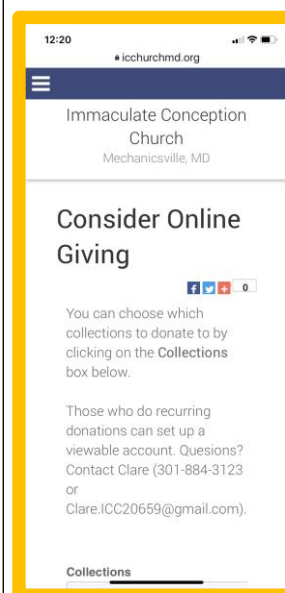 12:20
icchurchmd.org
Immaculate Conception
Church
Mechanicsville, MD
Consider Online
Giving
f
+ 0
You can choose which
collections to donate to by
clicking on the Collections
box below.
Those who do recurring
donations can set up a
viewable account. Quesions?
Contact Clare (301-884-3123
or
Clare.ICC20659@gmail.com).
Collections